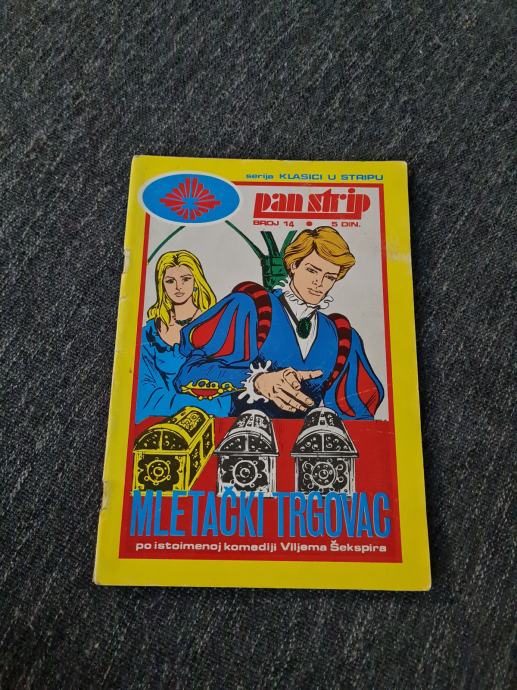 serija KLASICI U STRIPU
pan strip
BROJ 14 • 5 DIN.
MLETAČKI TRGOVAC
po istoimenoj komediji Viljema Šekspira